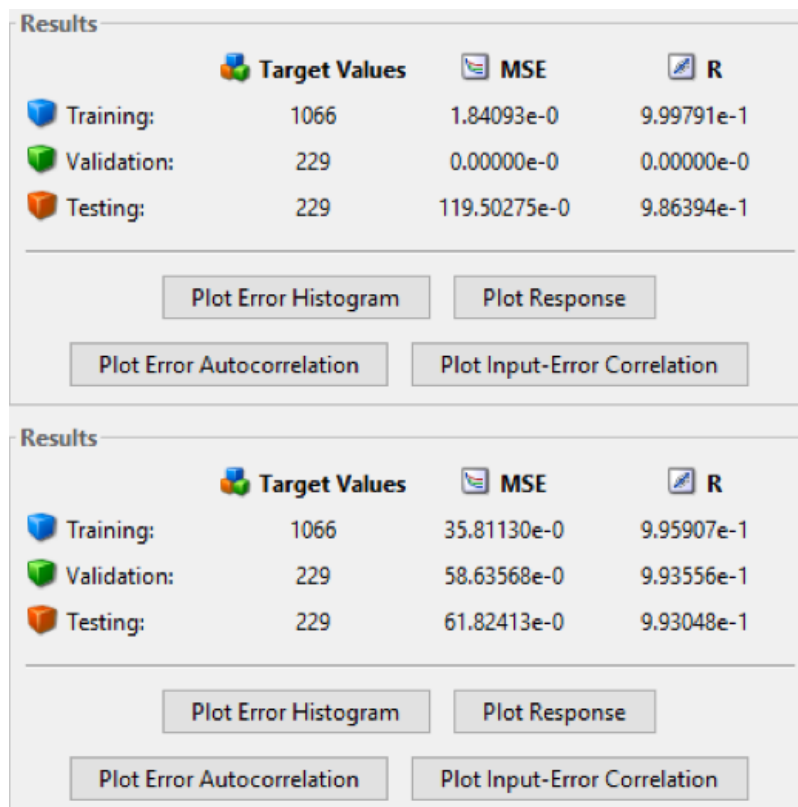 Results
Target Values MSE R
Training: 1066 1.84093e-0 9.99791e-1
Validation: 229 0.00000e-0 0.00000e-0
Testing: 229 119.50275e-0 9.86394e-1
Plot Error Histogram Plot Response
Plot Error Autocorrelation Plot Input-Error Correlation
Results
Target Values MSE R
Training: 1066 35.81130e-0 9.95907e-1
Validation: 229 58.63568e-0 9.93556e-1
Testing: 229 61.82413e-0 9.93048e-1
Plot Error Histogram Plot Response
Plot Error Autocorrelation Plot Input-Error Correlation